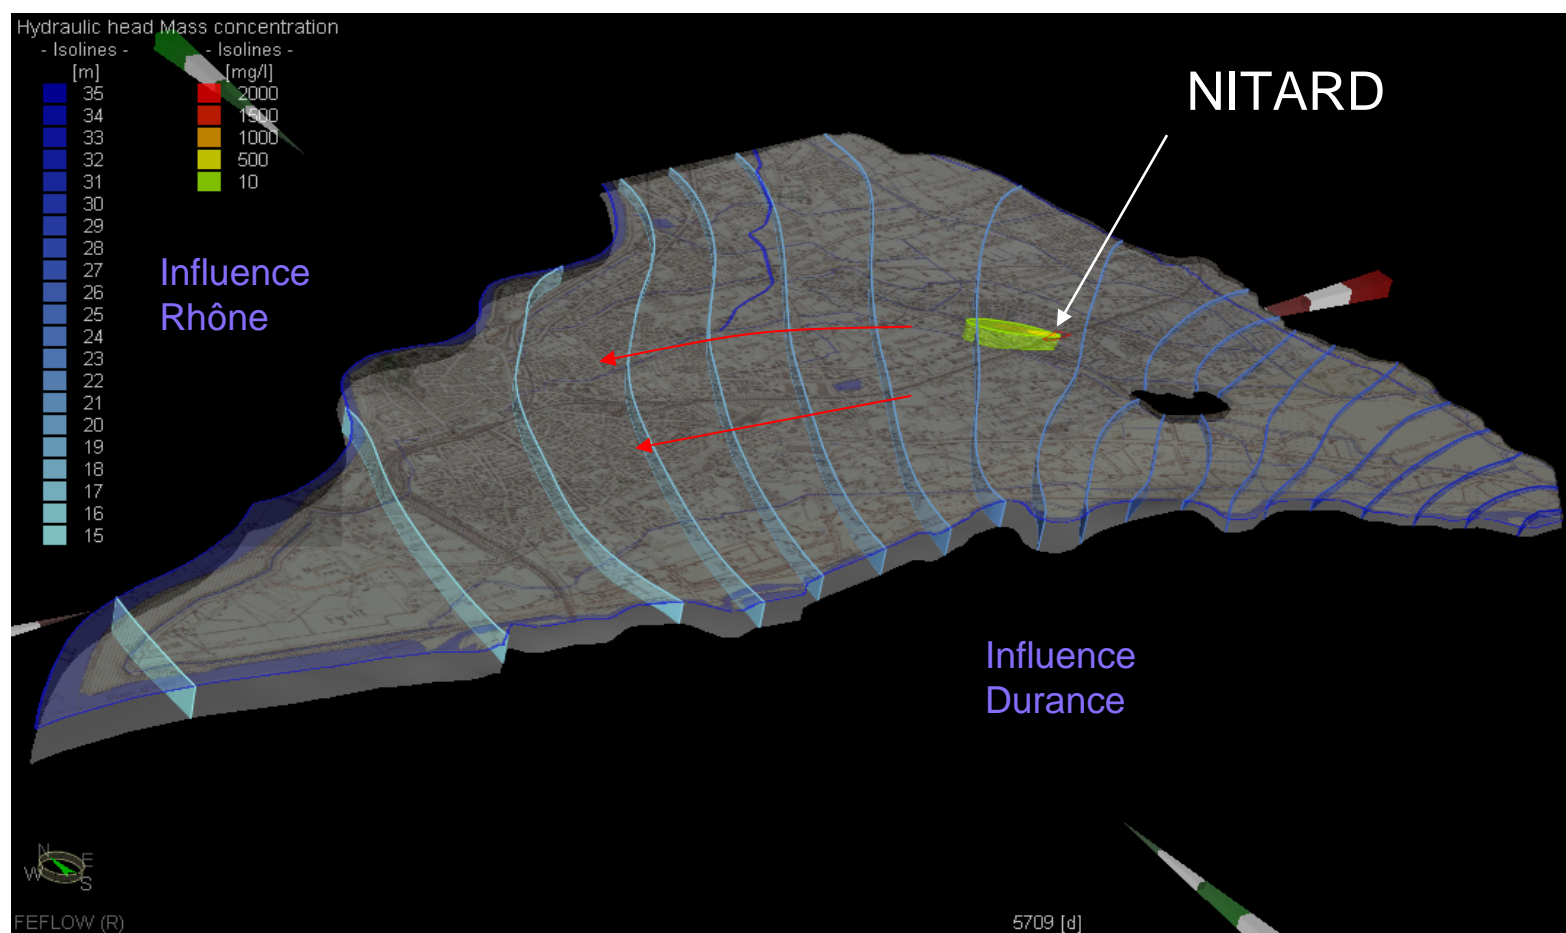 Hydraulic head Mass concentration
- Isolines - - Isolines -
[m] [mg/l]
35 2000
34 1500
33 1000
32 500
31 10
30
29
28
27
26
25
24
23
22
21
20
19
18
17
16
15
NITARD
Influence
Rhône
Influence
Durance
N
E
W
S
FEFLOW (R)
5709 [d]